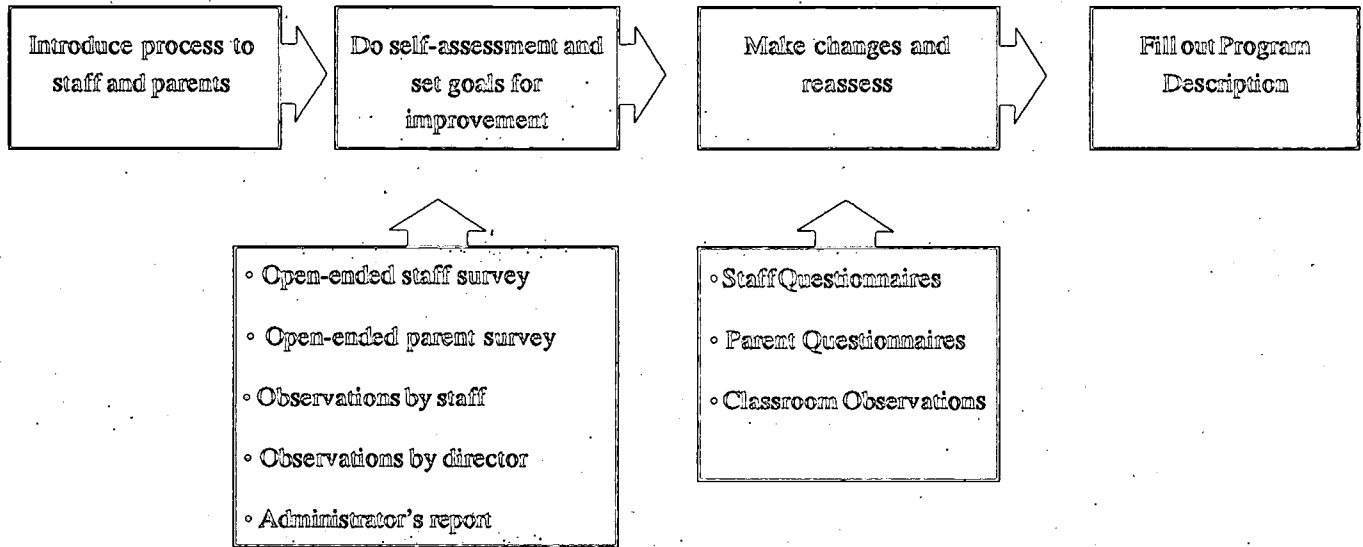 Introduce process to
staff and parents
Do self-assessment and
set goals for
improvement
Make changes and
reassess
Fill out Program
Description
◦ Open-ended staff survey
◦ Open-ended parent survey
◦ Observations by staff
◦ Observations by director
◦ Administrator's report
◦ Staff Questionnaires
◦ Parent Questionnaires
◦ Classroom Observations